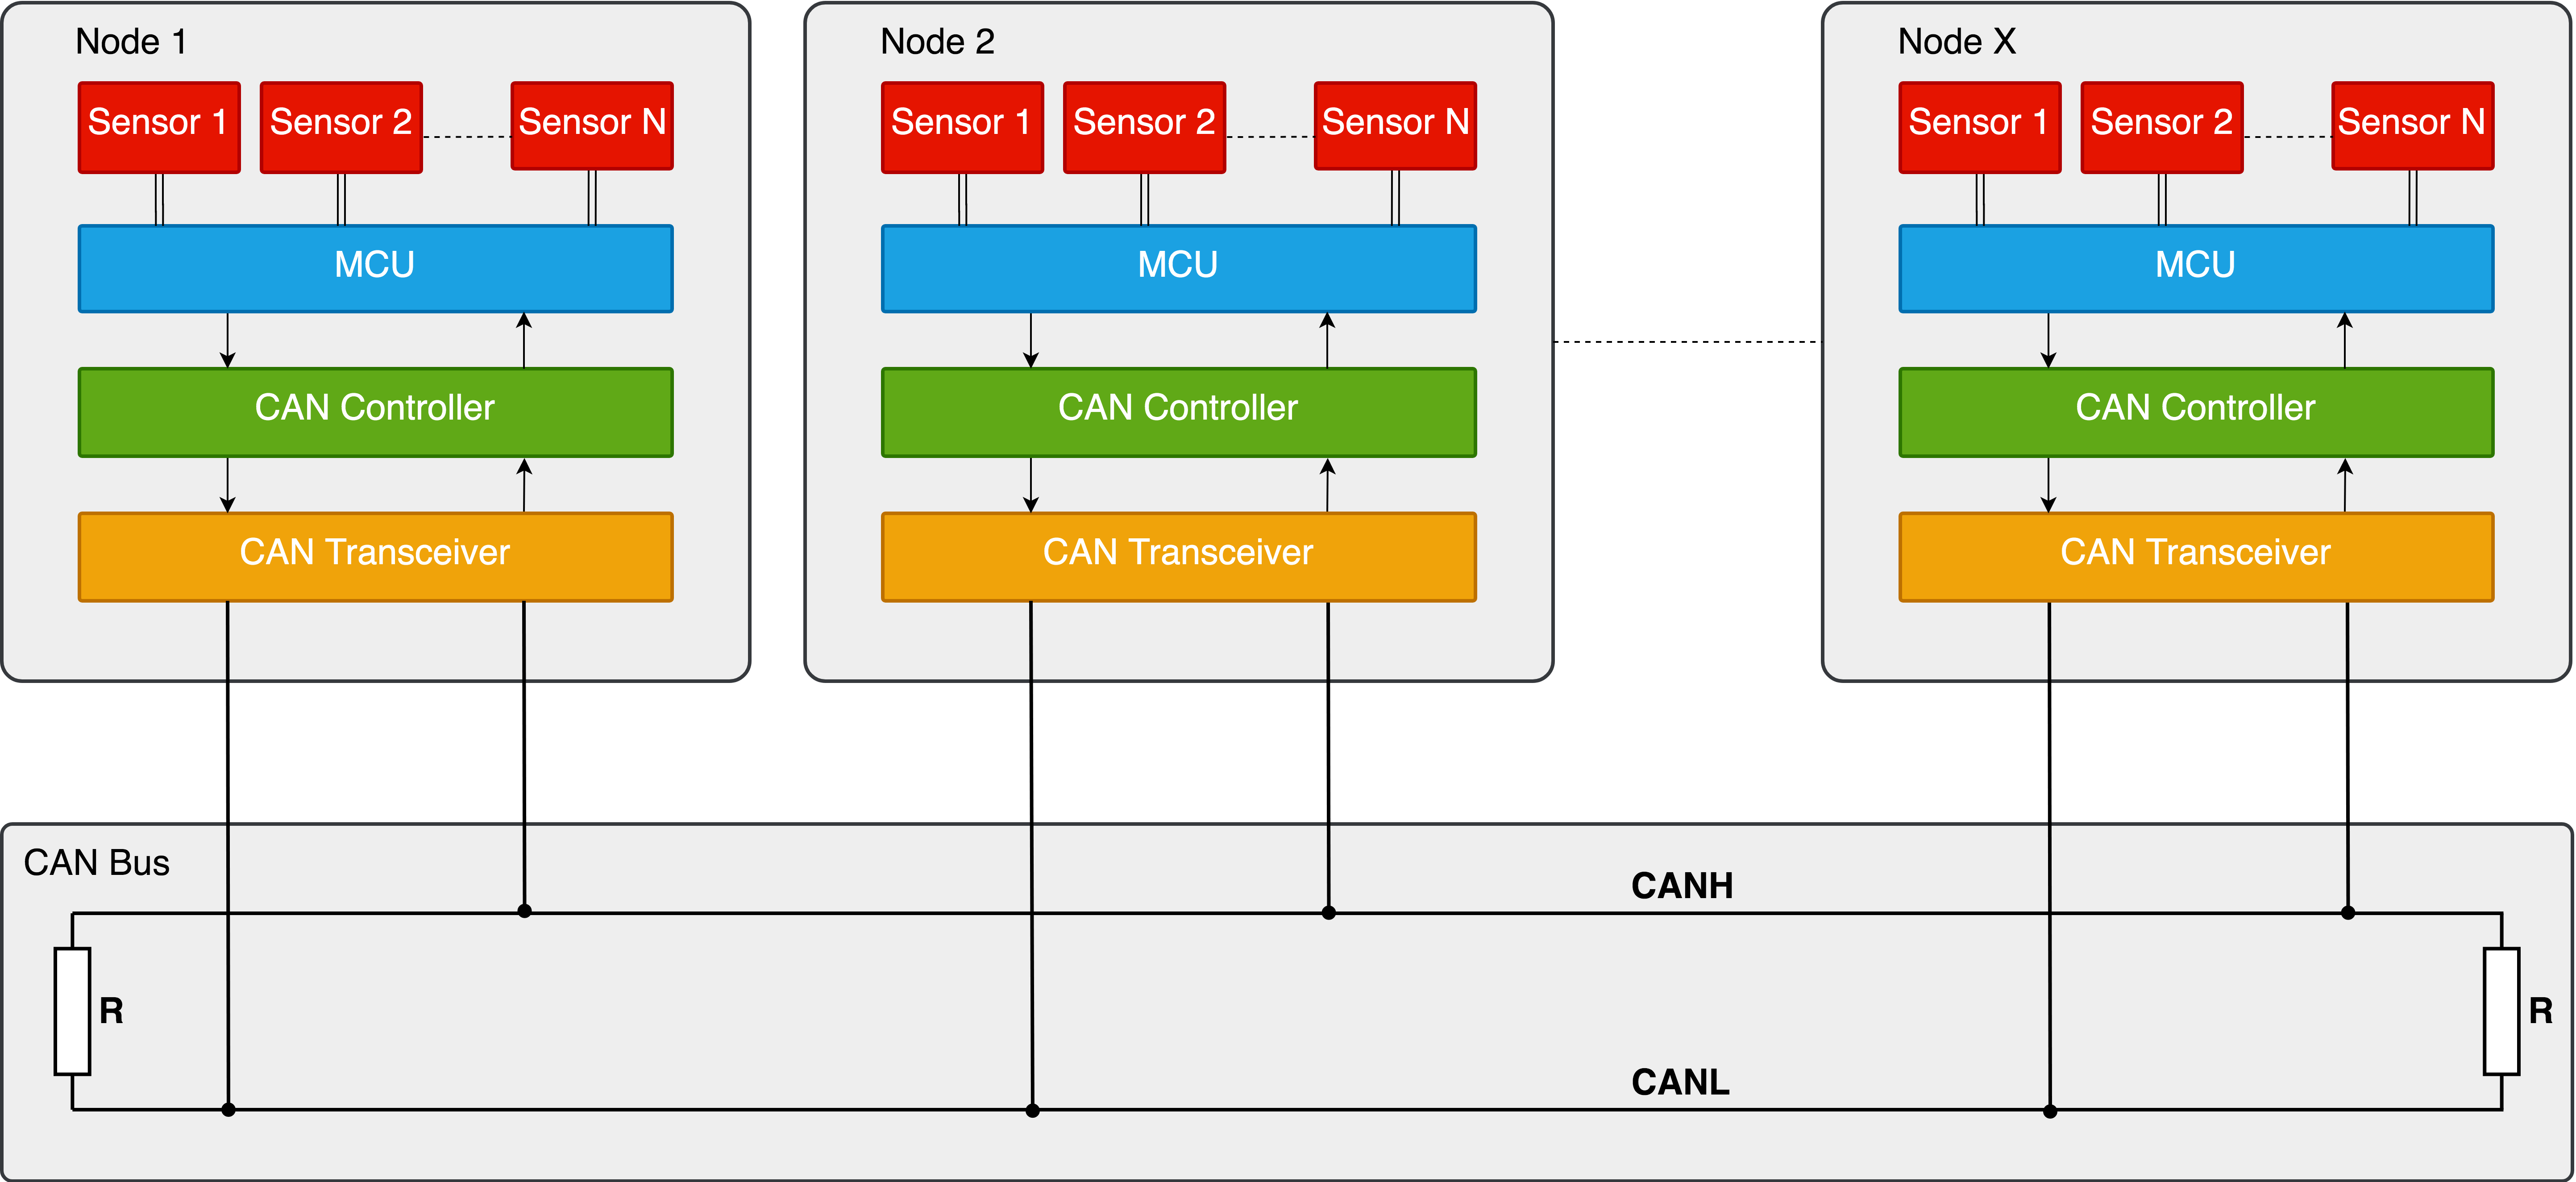 Node 1
Sensor 1
Sensor 2
Sensor N
MCU
CAN Controller
CAN Transceiver
Node 2
Sensor 1
Sensor 2
Sensor N
MCU
CAN Controller
CAN Transceiver
Node X
Sensor 1
Sensor 2
Sensor N
MCU
CAN Controller
CAN Transceiver
CAN Bus
CANH
R
R
CANL